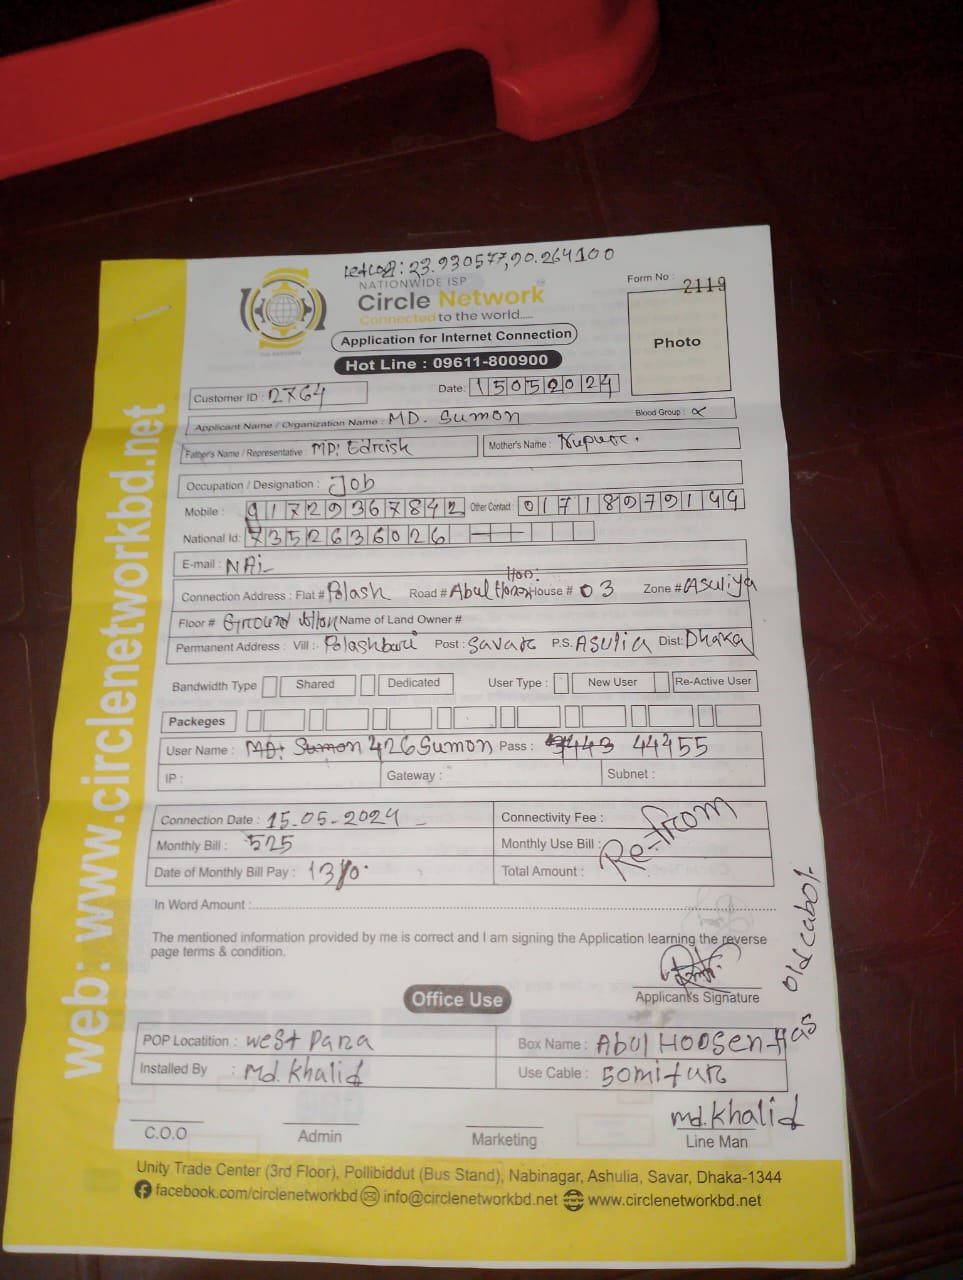 23.930577,90.264100
NATIONWIDE ISP
Circle Network
Connected to the world.....
Application for Internet Connection
Hot Line : 09611-800900
Form No : 2119
Photo
Customer ID : 2764
Date: 15052024
Applicant Name / Organization Name : MD. Sumon
Blood Group :
Father's Name / Representative : MD: Edrish
Mother's Name : Nupur.
Occupation / Designation : Job
Mobile : 01729367842 Other Contact : 01718979199
National Id: 7352636026
E-mail : NAi
Connection Address : Flat # Polash Road # Abul House # 03 Zone # Asuliya
Floor # Ground Name of Land Owner #
Permanent Address : Vill :- Polashbari Post : Savar P.S. ASulia Dist: Dhaka
Bandwidth Type Shared Dedicated User Type : New User Re-Active User
Packeges
User Name : MD: Sumon 426Sumon Pass : 44455
IP : Gateway : Subnet :
Connection Date : 15-05-2024
Connectivity Fee :
Monthly Bill : 525
Monthly Use Bill :
Re-from
Date of Monthly Bill Pay :
Total Amount :
In Word Amount :
The mentioned information provided by me is correct and I am signing the Application learning the reverse
page terms & condition.
Old cabol
Applicant's Signature
Office Use
POP Locatition : West Para
Box Name : Abul Hoosen-Has
Installed By : Md. Khalid
Use Cable : 50mitur
C.O.O
Admin
Marketing
md. Khalid
Line Man
Unity Trade Center (3rd Floor), Pollibiddut (Bus Stand), Nabinagar, Ashulia, Savar, Dhaka-1344
facebook.com/circlenetworkbd info@circlenetworkbd.net www.circlenetworkbd.net
web: www.circlenetworkbd.net